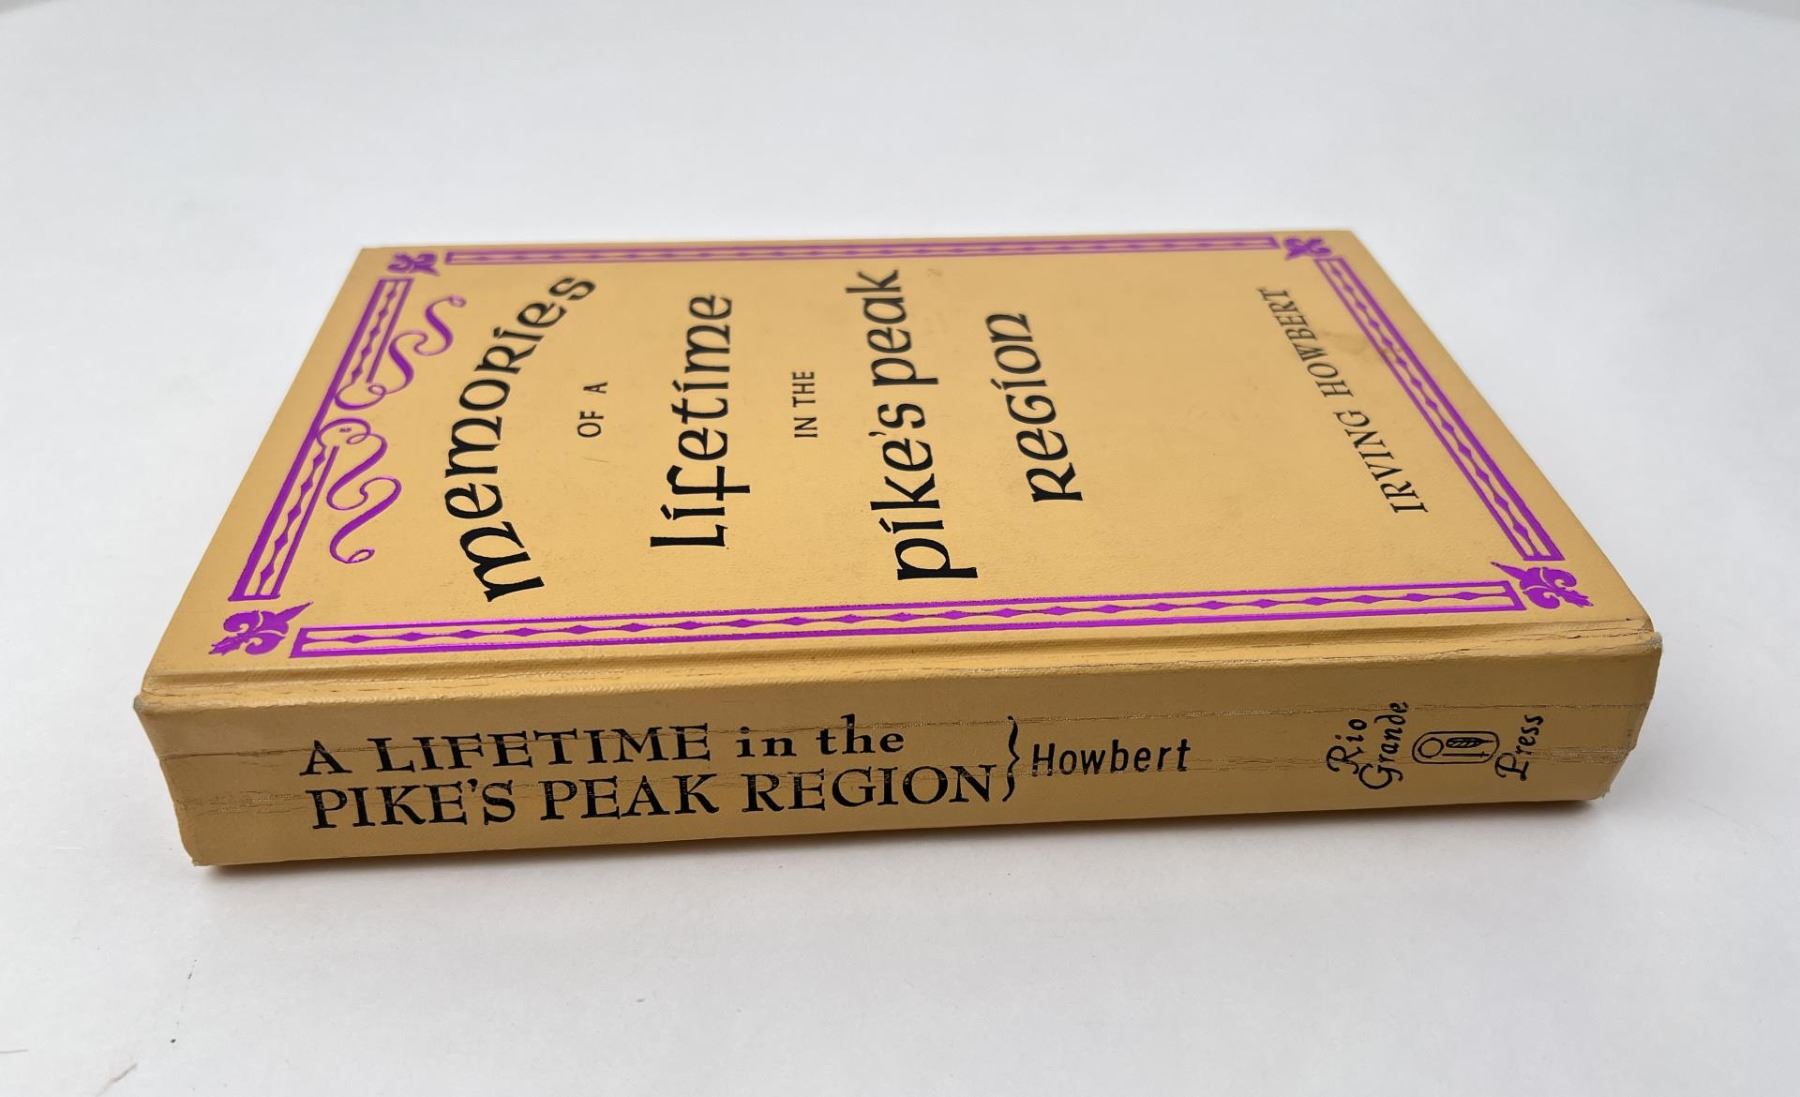 memories
OF A
Lifetime
IN THE
pike's peak
Region
IRVING HOWBERT
A LIFETIME in the
PIKE'S PEAK REGION
} Howbert
Rio
Grande
Press